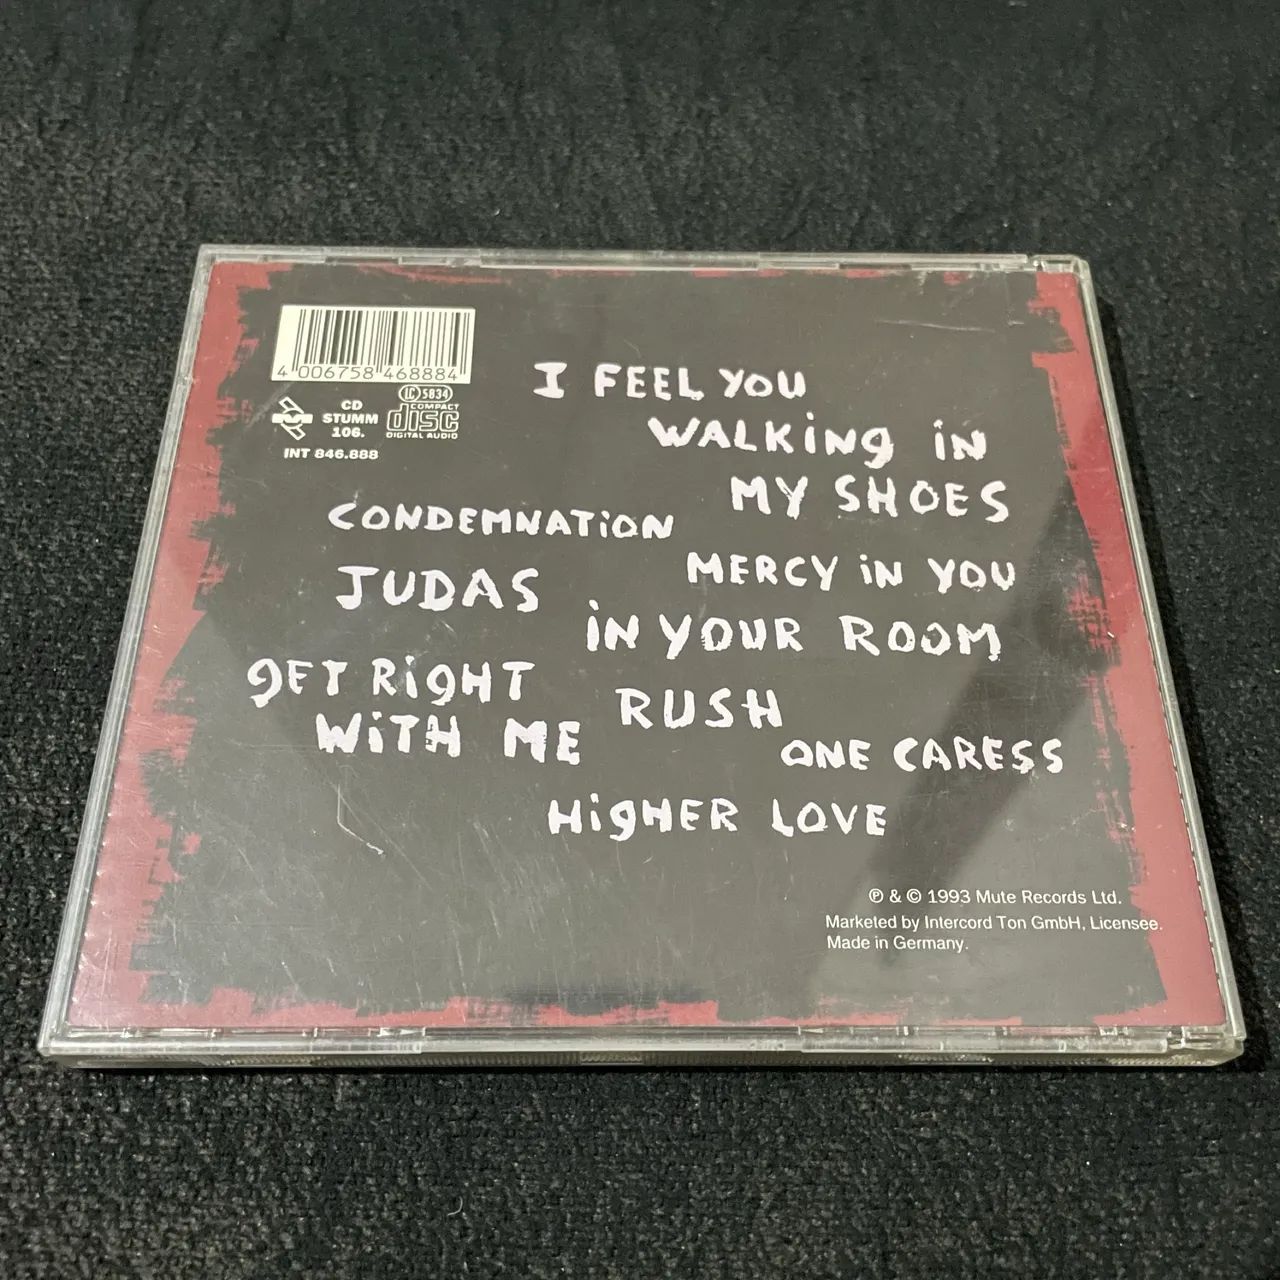 4 006758 468884
LC 5834
CD
STUMM
106.
COMPACT
disc
DIGITAL AUDIO
INT 846.888
I FEEL YOU
WALKiNg iN
MY SHOES
CONDEMNATiON
MERCY iN YOU
JUDAS
iN YOUR ROOM
gET RigHT
WiTH ME
RUSH
ONE CARESS
HigHER LOVE
℗ & © 1993 Mute Records Ltd.
Marketed by Intercord Ton GmbH, Licensee.
Made in Germany.